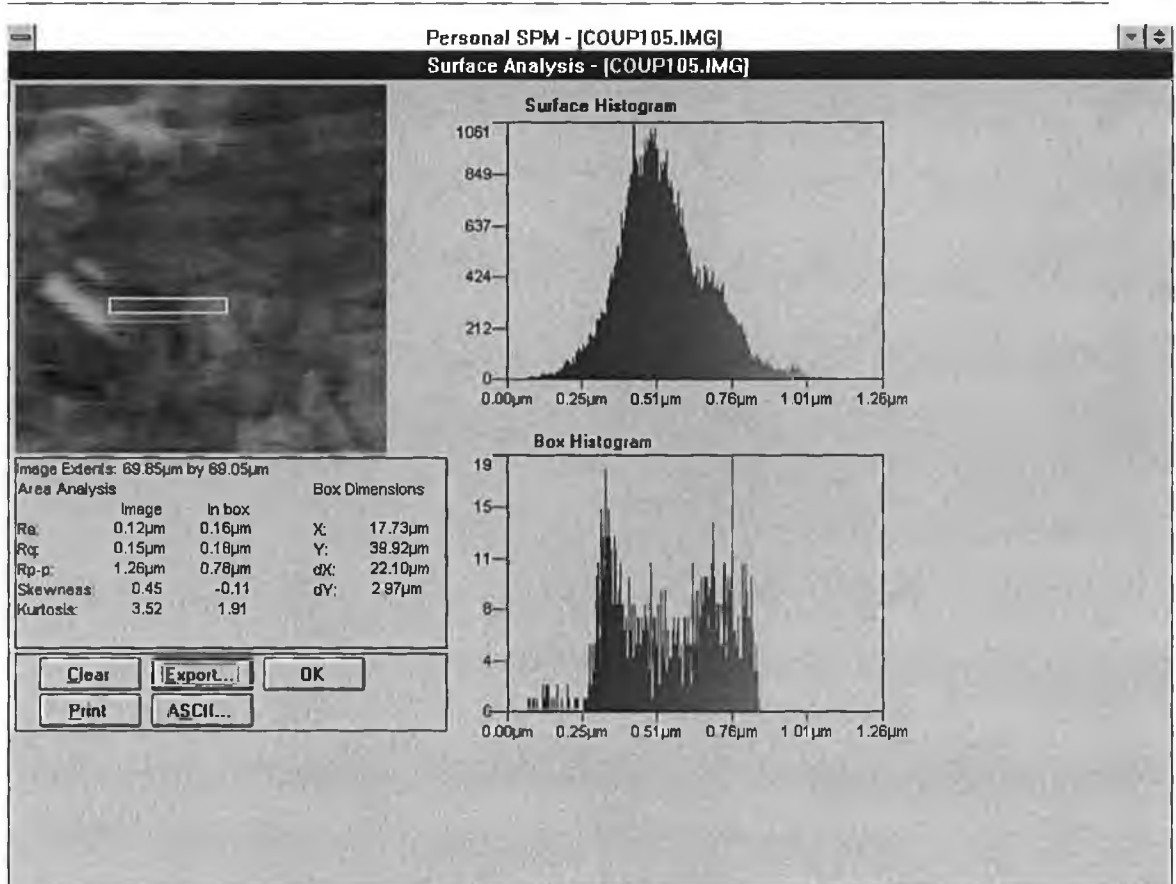 Personal SPM - [COUP105.IMG]
Surface Analysis - [COUP105.IMG]
Surface Histogram
1061
849
637
424
212
0
0.00µm 0.25µm 0.51µm 0.76µm 1.01µm 1.26µm
Box Histogram
19
15
11
8
4
0
0.00µm 0.25µm 0.51µm 0.76µm 1.01µm 1.26µm
Image Extents: 69.85µm by 69.05µm
Area Analysis Box Dimensions
Image In box
Ra: 0.12µm 0.16µm X: 17.73µm
Rq: 0.15µm 0.18µm Y: 39.92µm
Rp-p: 1.26µm 0.78µm dX: 22.10µm
Skewness: 0.45 -0.11 dY: 2.97µm
Kurtosis: 3.52 1.91
Clear Export... OK
Print ASCII...